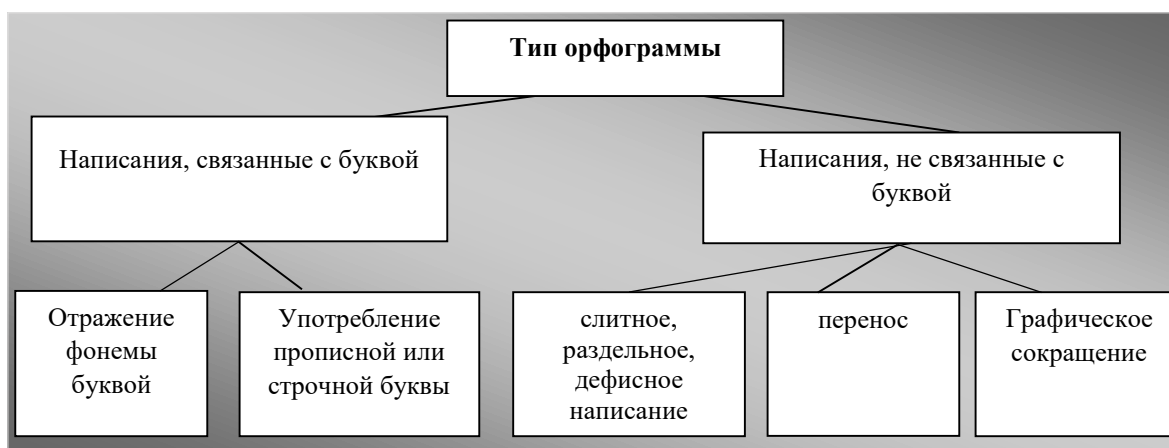 Тип орфограммы
Написания, связанные с буквой
Написания, не связанные с
буквой
Отражение
фонемы
буквой
Употребление
прописной или
строчной буквы
слитное,
раздельное,
дефисное
написание
перенос
Графическое
сокращение